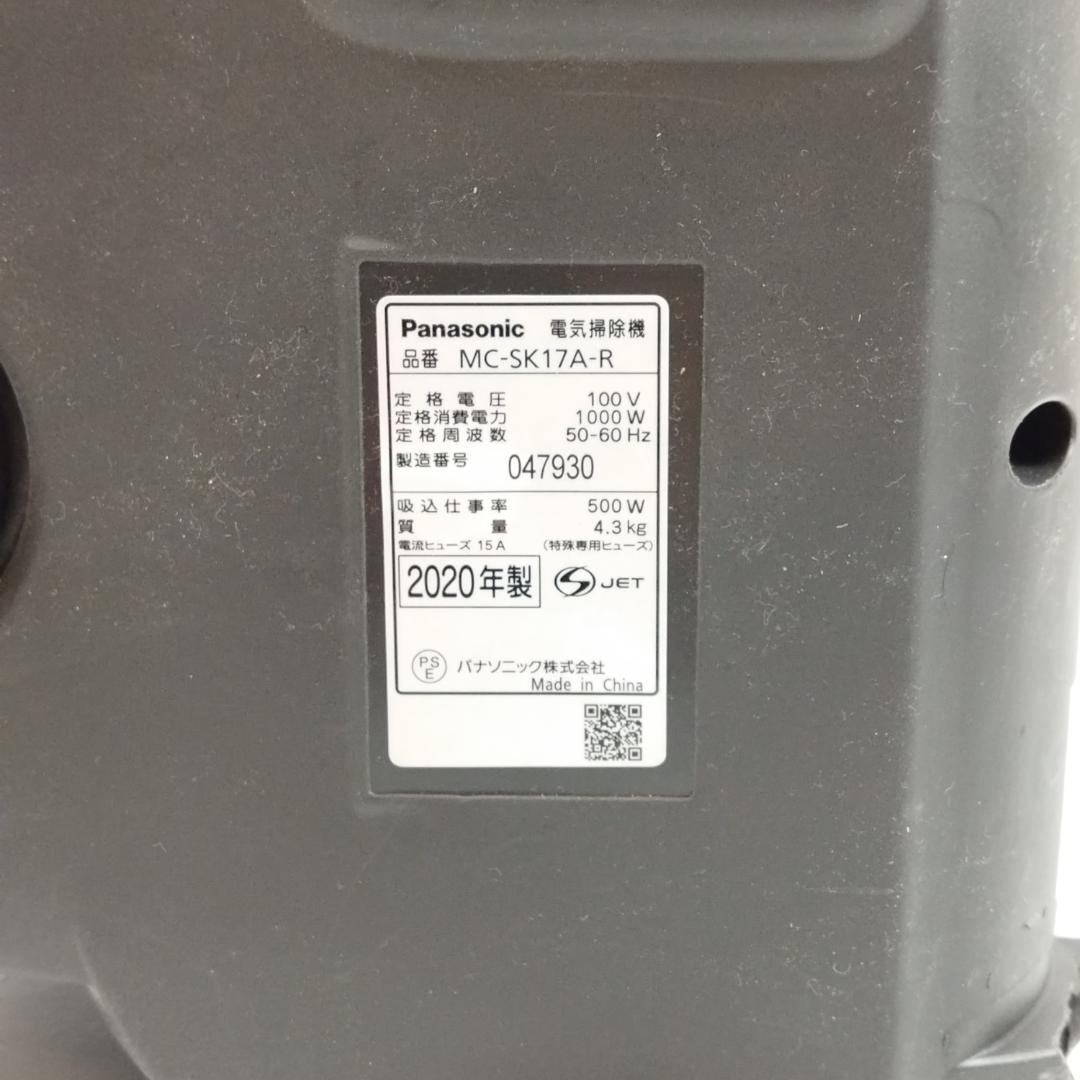 Panasonic 電気掃除機
品番 MC-SK17A-R
定格電圧 100 V
定格消費電力 1000 W
定格周波数 50-60 Hz
製造番号 047930
吸込仕事率 500 W
質量 4.3 kg
電流ヒューズ 15 A (特殊専用ヒューズ)
2020年製 S JET
PS E パナソニック株式会社
Made in China